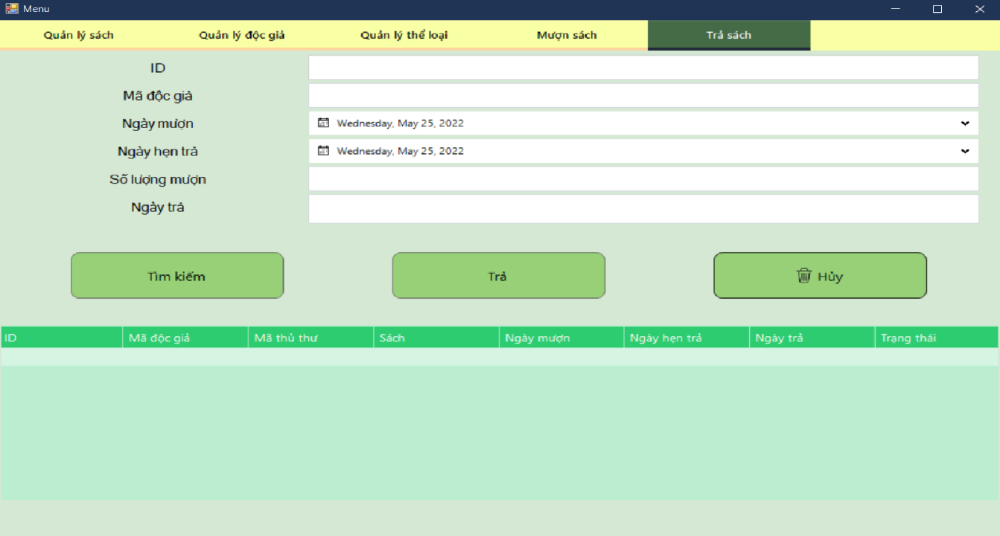 Menu
Quản lý sách Quản lý độc giả Quản lý thể loại Mượn sách Trả sách
ID
Mã độc giả
Ngày mượn Wednesday, May 25, 2022
Ngày hẹn trả Wednesday, May 25, 2022
Số lượng mượn
Ngày trả
Tìm kiếm Trả Hủy
ID Mã độc giả Mã thủ thư Sách Ngày mượn Ngày hẹn trả Ngày trả Trạng thái